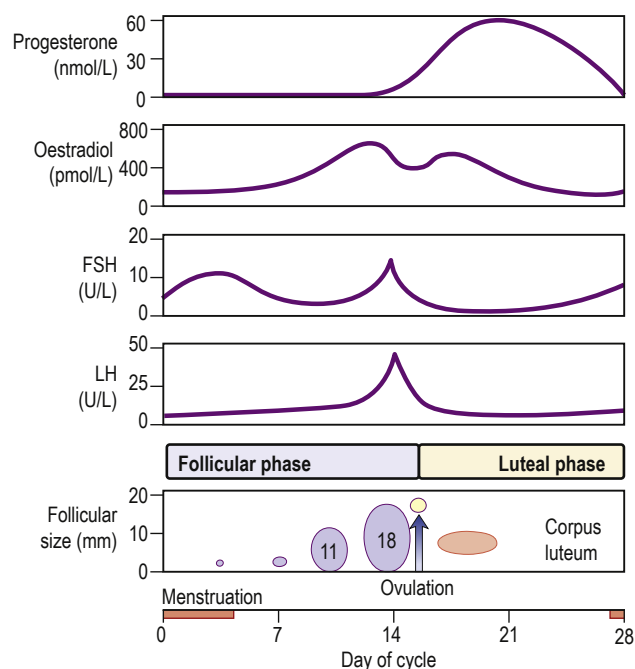 Progesterone
(nmol/L)
60
30
0
Oestradiol
(pmol/L)
800
400
0
FSH
(U/L)
20
10
0
LH
(U/L)
50
25
0
Follicular phase
Luteal phase
Follicular
size (mm)
20
10
0
11
18
Corpus
luteum
Ovulation
Menstruation
0
7
14
21
28
Day of cycle